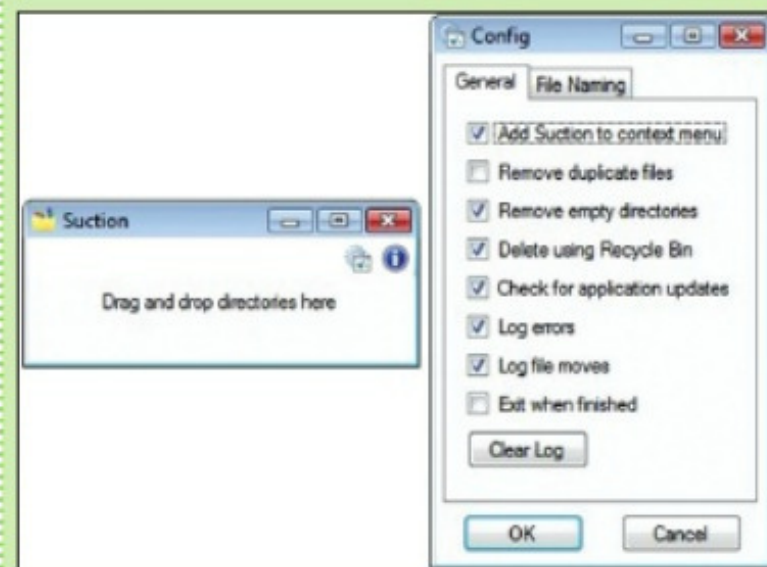 Suction
Drag and drop directories here
Config
General
File Naming
Add Suction to context menu
Remove duplicate files
Remove empty directories
Delete using Recycle Bin
Check for application updates
Log errors
Log file moves
Exit when finished
Clear Log
OK
Cancel